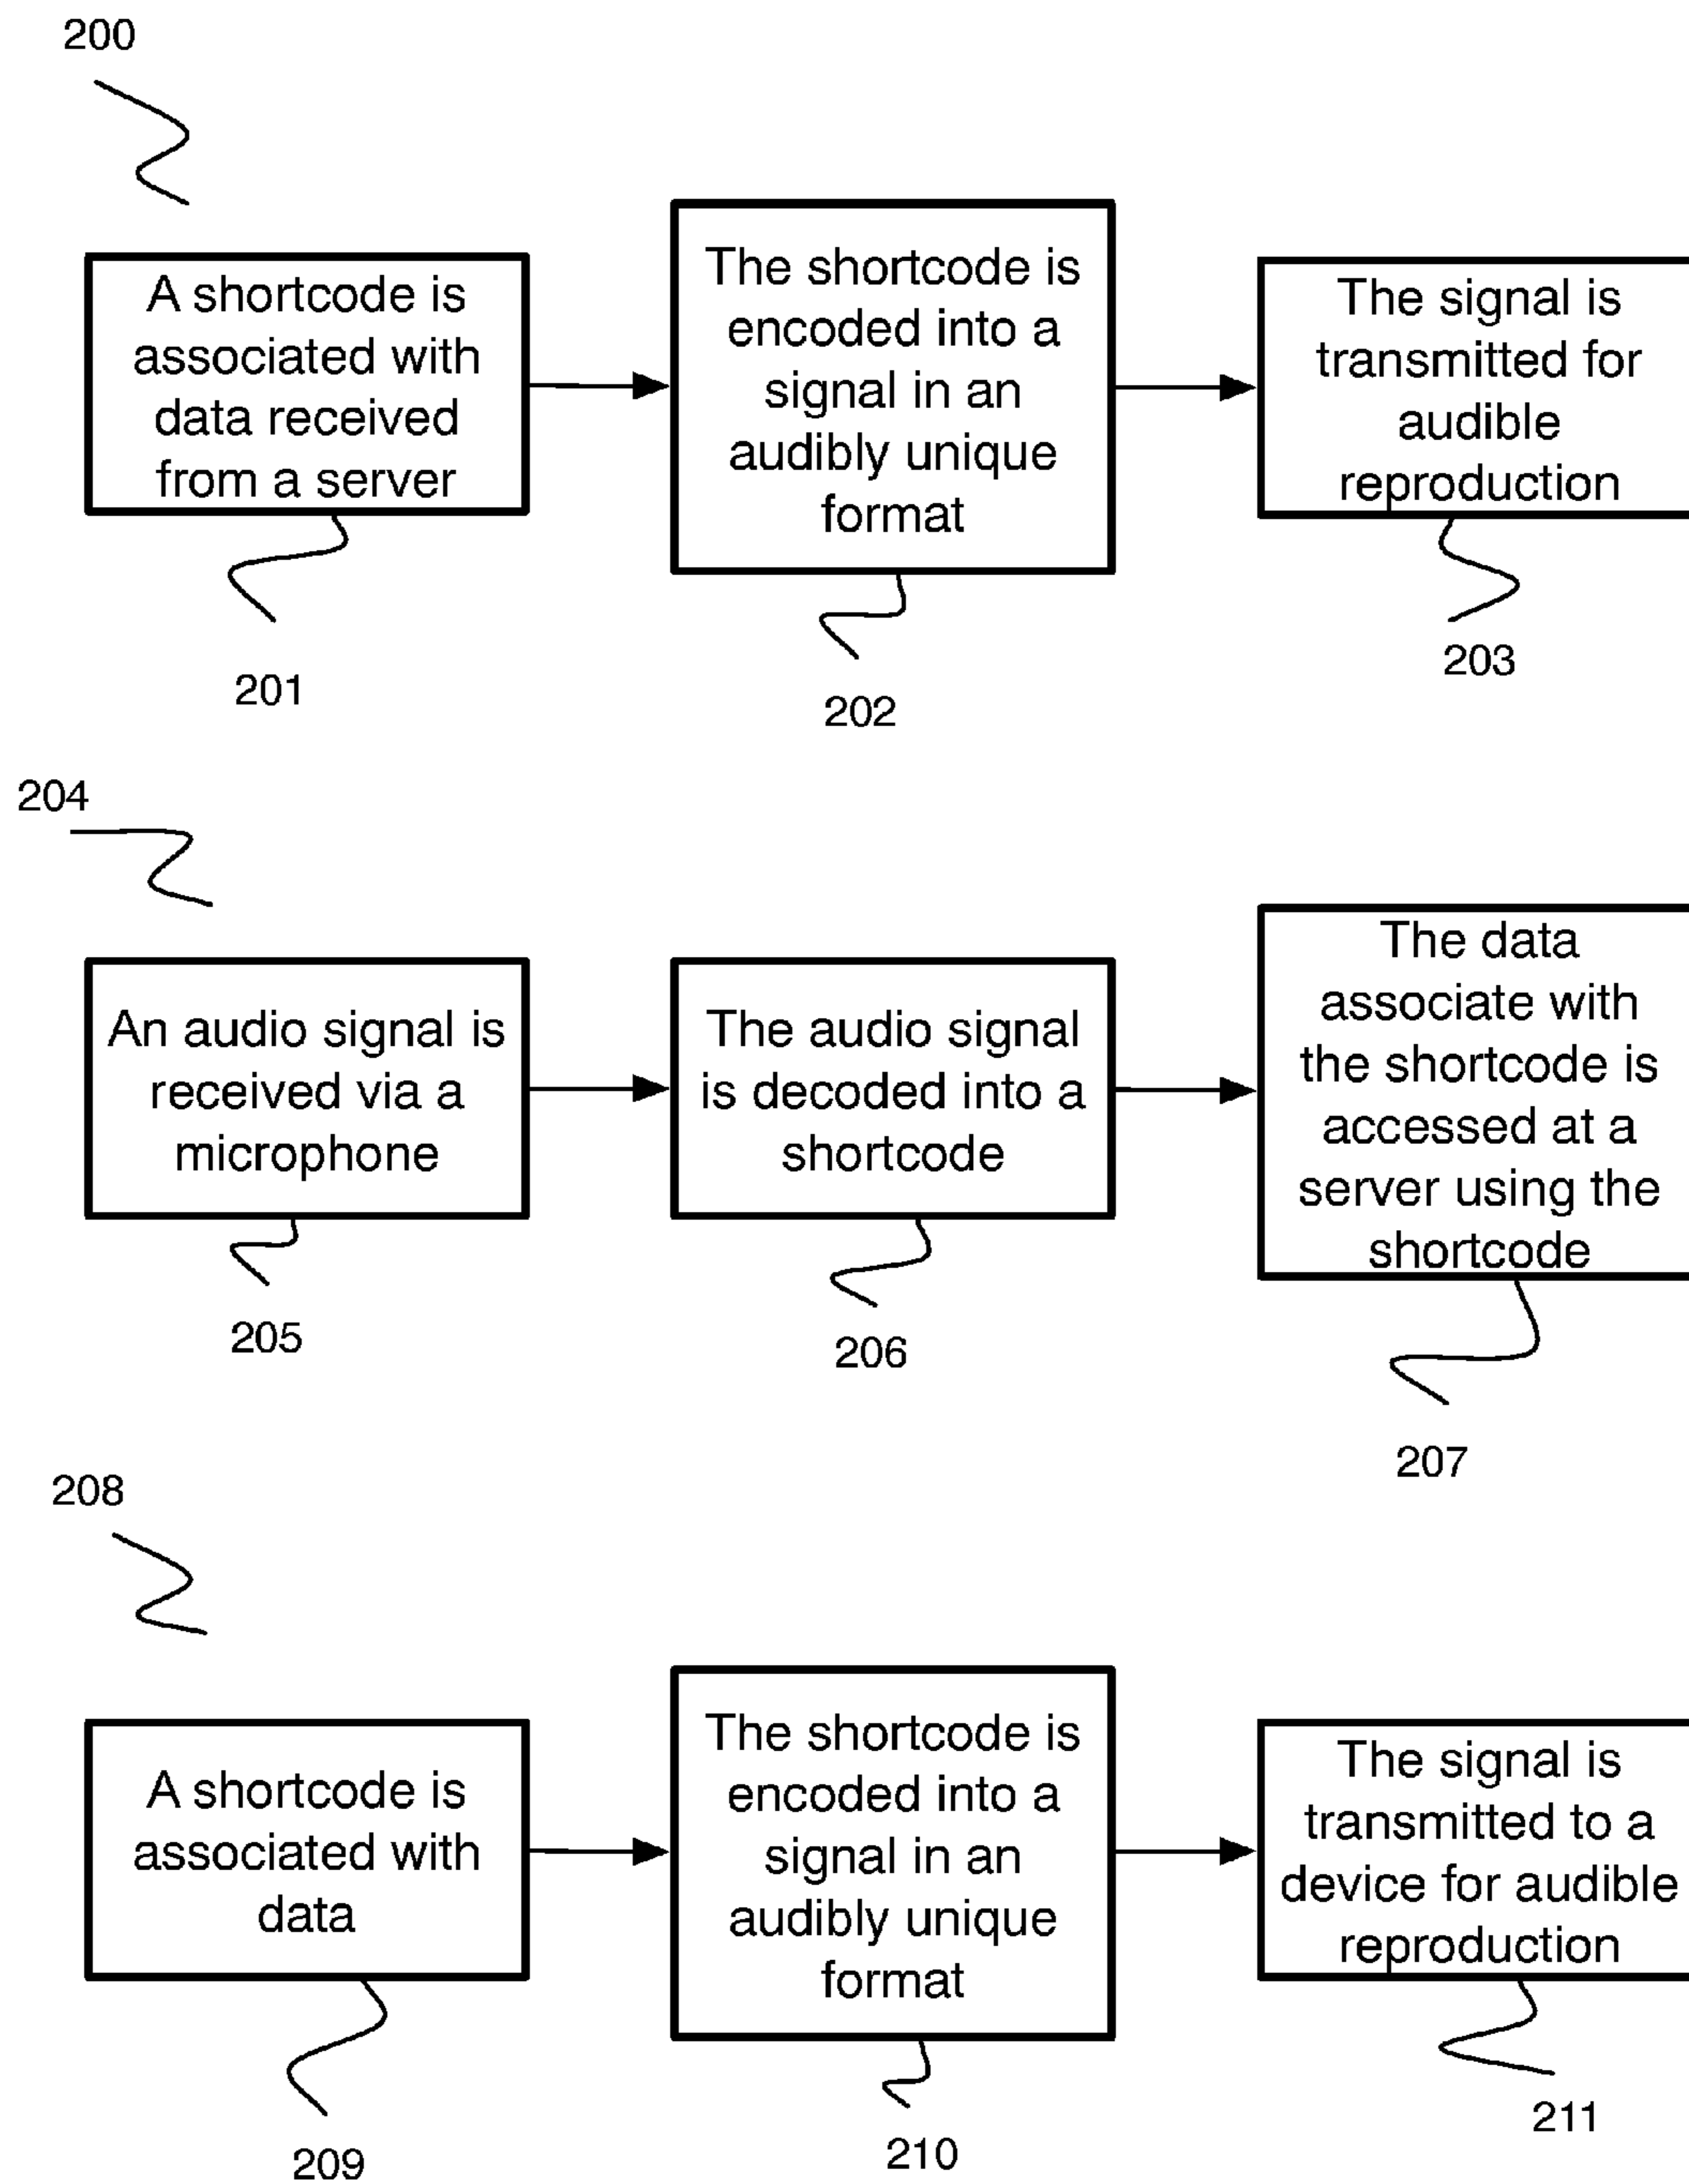 200
A shortcode is
associated with
data received
from a server
The shortcode is
encoded into a
signal in an
audibly unique
format
The signal is
transmitted for
audible
reproduction
201
202
203
204
An audio signal is
received via a
microphone
The audio signal
is decoded into a
shortcode
The data
associate with
the shortcode is
accessed at a
server using the
shortcode
205
206
207
208
A shortcode is
associated with
data
The shortcode is
encoded into a
signal in an
audibly unique
format
The signal is
transmitted to a
device for audible
reproduction
209
210
211